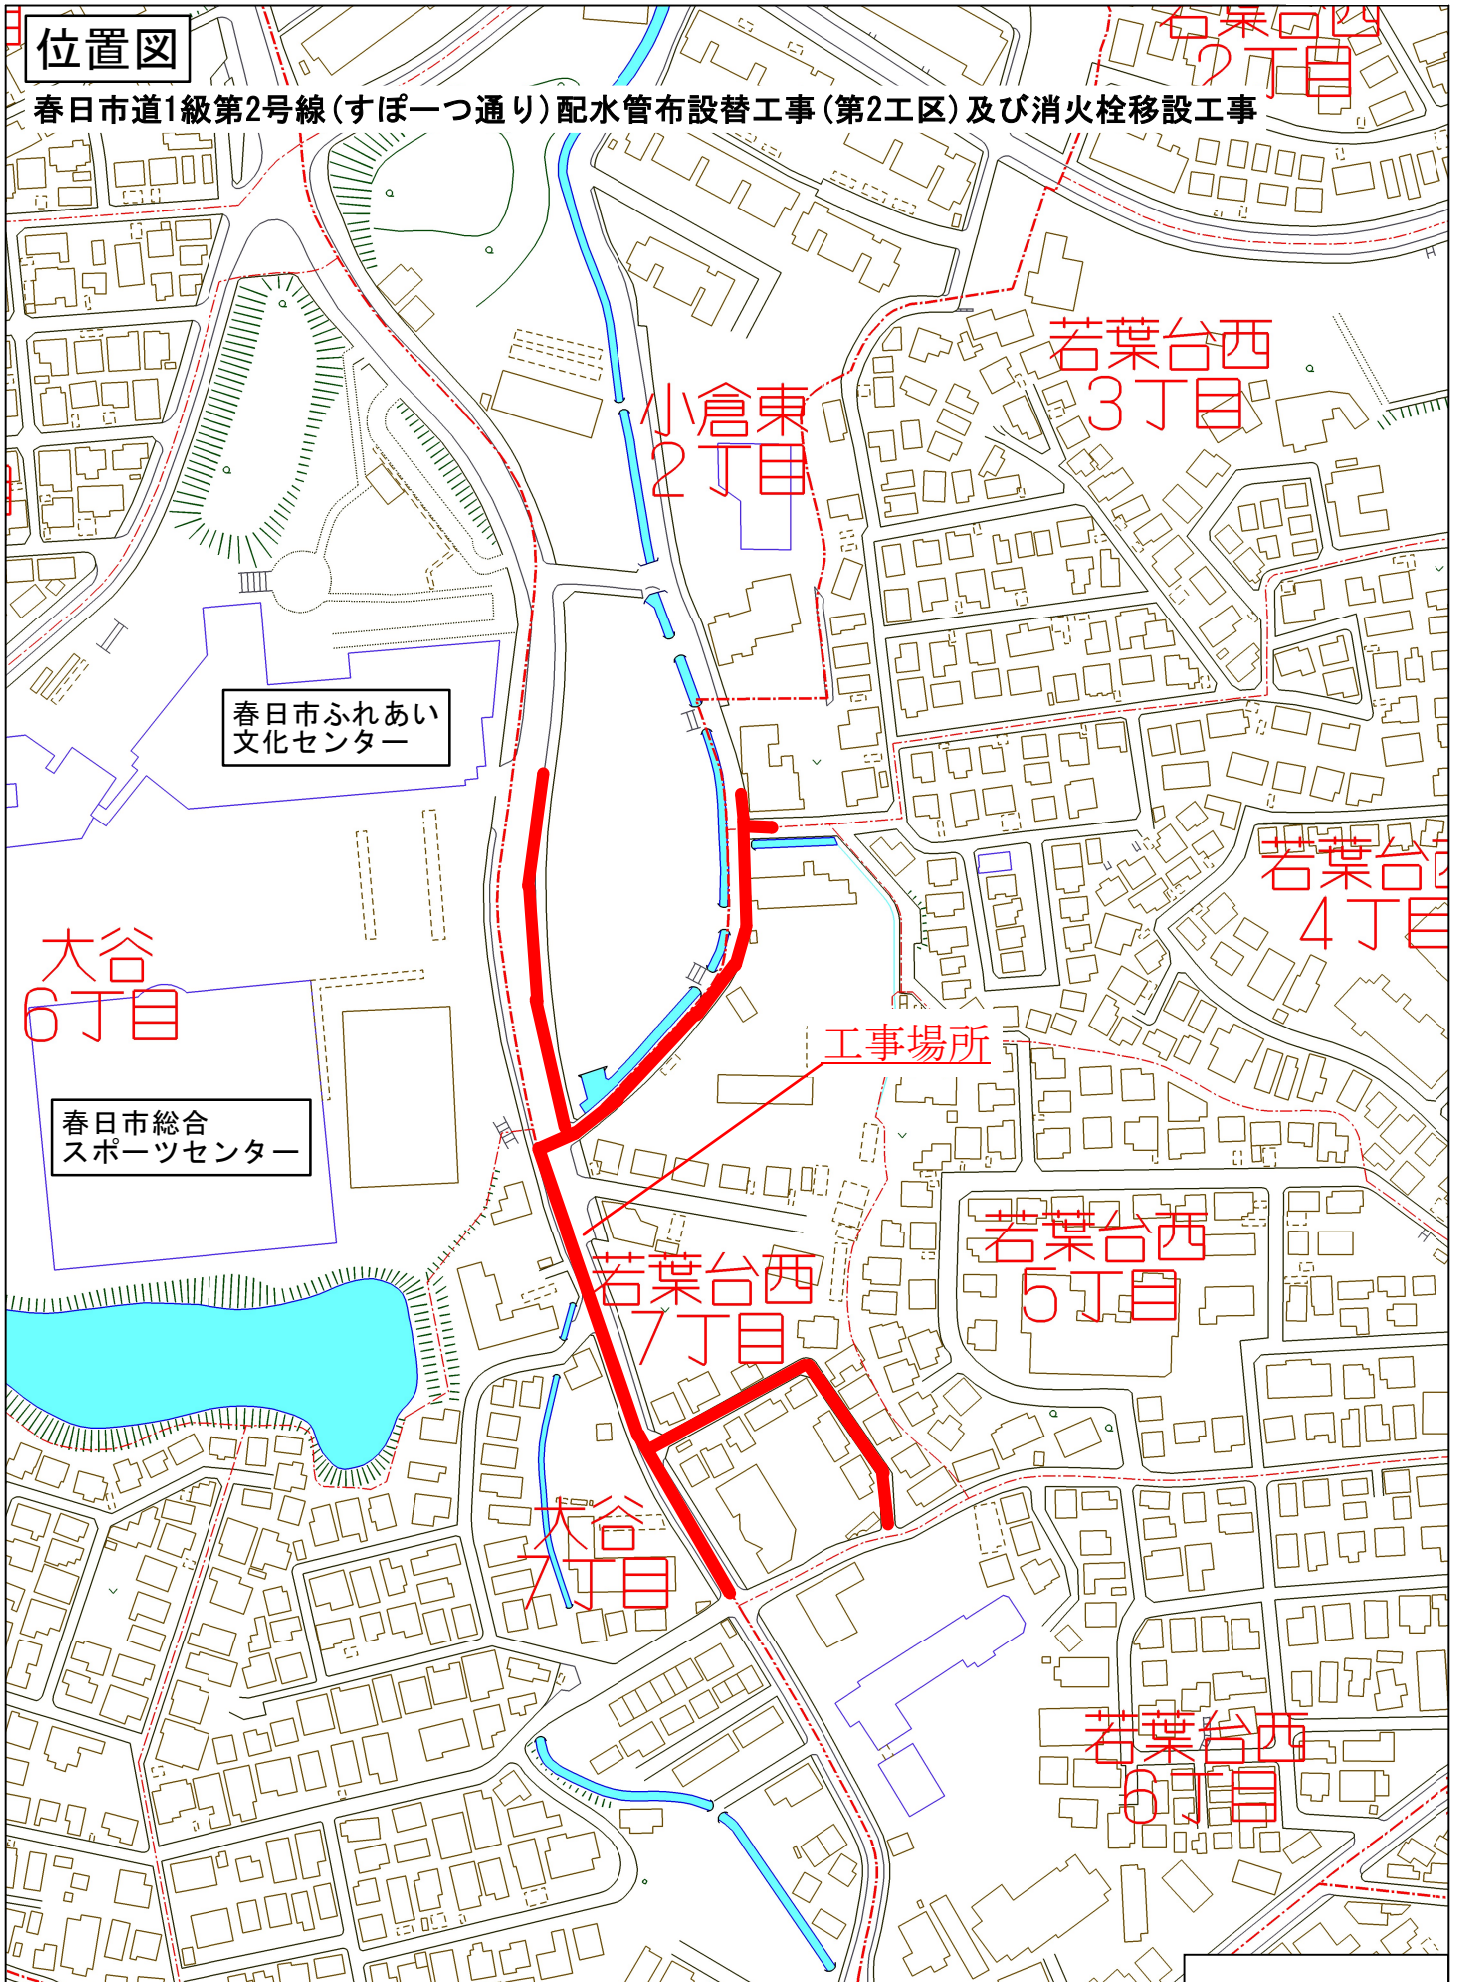 位置図
春日市道1級第2号線(すぽーつ通り)配水管布設替工事(第2工区)及び消火栓移設工事
若葉台西
2丁目
若葉台西
3丁目
小倉東
2丁目
春日市ふれあい
文化センター
若葉台
4丁目
大谷
6丁目
工事場所
春日市総合
スポーツセンター
若葉台西
5丁目
若葉台西
7丁目
大谷
7丁目
若葉台西
6丁目